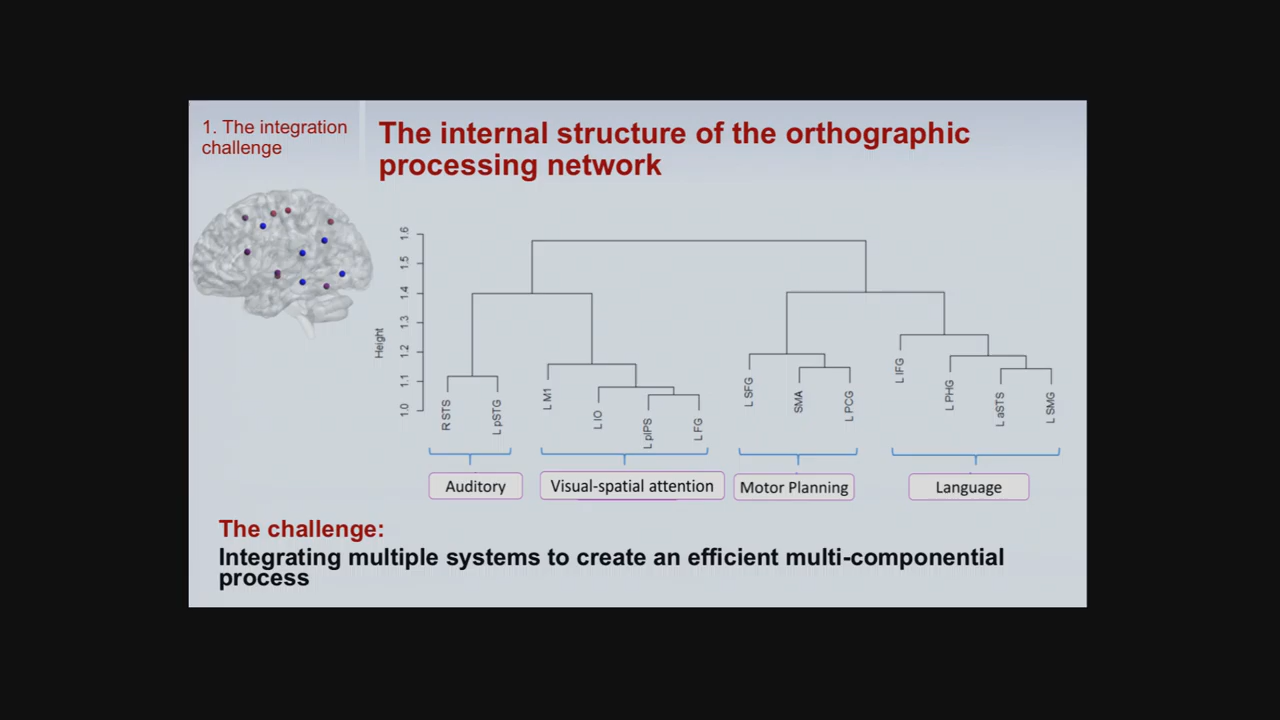 1. The integration
challenge
The internal structure of the orthographic
processing network
Height
1.0 1.1 1.2 1.3 1.4 1.5 1.6
R STS
L pSTG
L M1
L IO
L pIPS
L FG
L SFG
SMA
L PCG
L IFG
L PHG
L aSTS
L SMG
Auditory
Visual-spatial attention
Motor Planning
Language
The challenge:
Integrating multiple systems to create an efficient multi-componential
process